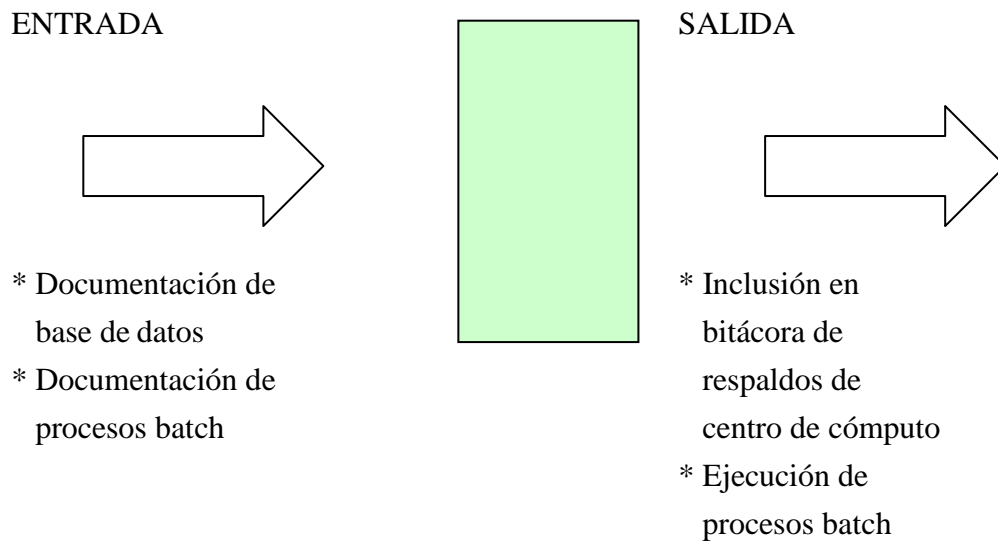 ENTRADA
* Documentación de
base de datos
* Documentación de
procesos batch
SALIDA
* Inclusión en
bitácora de
respaldos de
centro de cómputo
* Ejecución de
procesos batch